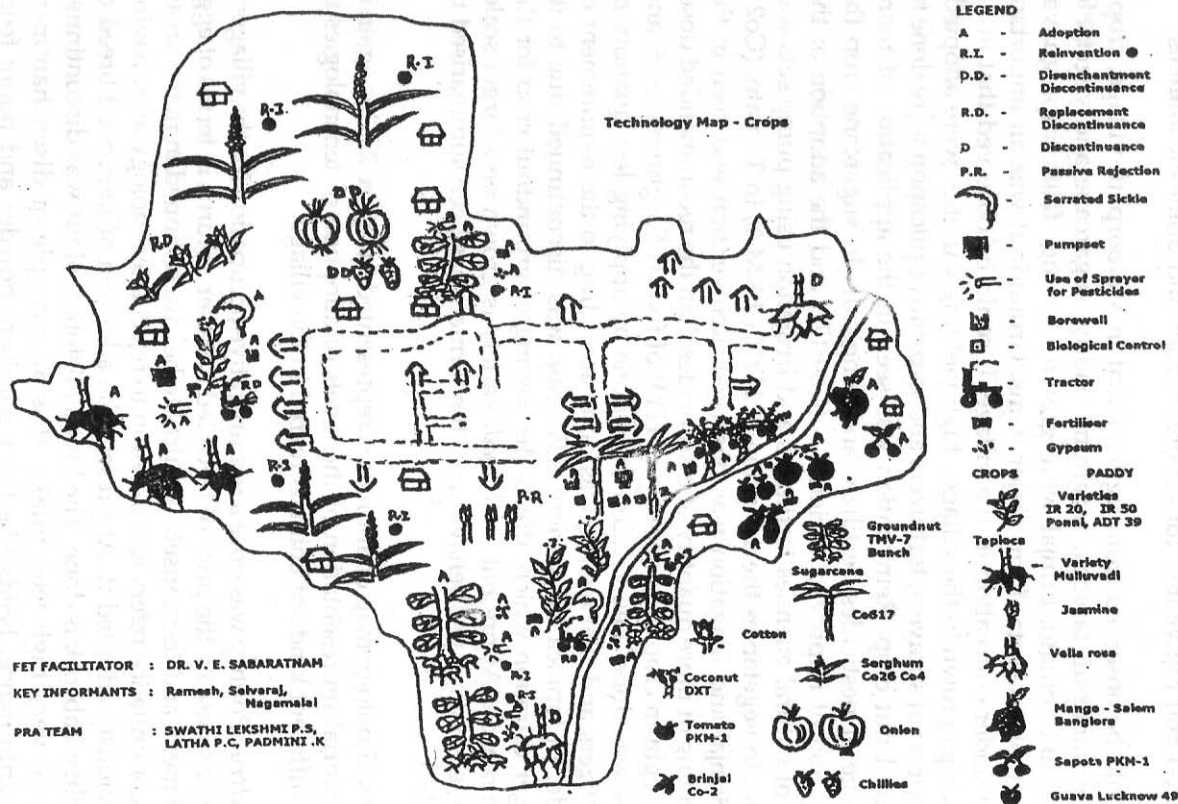 Technology Map - Crops
LEGEND
A - Adoption
R.I. - Reinvention
D.D. - Disenchantment
Discontinuance
R.D. - Replacement
Discontinuance
D - Discontinuance
P.R. - Passive Rejection
Serrated Sickle
- Pumpset
- Use of Sprayer
for Pesticides
- Borewell
- Biological Control
- Tractor
- Fertiliser
- Gypsum
CROPS PADDY
Varieties
IR 20, IR 50
Ponni, ADT 39
Tapioca
Variety
Mulluvadi
Jasmine
Vella rosa
Mango - Salem
Banglora
Sapota PKM-1
Guava Lucknow 49
Groundnut
TMV-7
Bunch
Sugarcane
Co617
Cotton
Sorghum
Co26 Co4
Coconut
DXT
Tomato
PKM-1
Onion
Brinjal
Co-2
Chillies
R.I
R.I.
D D
R.D
D D
A
R-I
D
A
A
RD
A
A
A
R-I
R-I
P.R
A
A
A
A
D
R-I
FET FACILITATOR : DR. V. E. SABARATNAM
KEY INFORMANTS : Ramesh, Selvaraj,
Nagamalai
PRA TEAM : SWATHI LEKSHMI P.S,
LATHA P.C, PADMINI .K